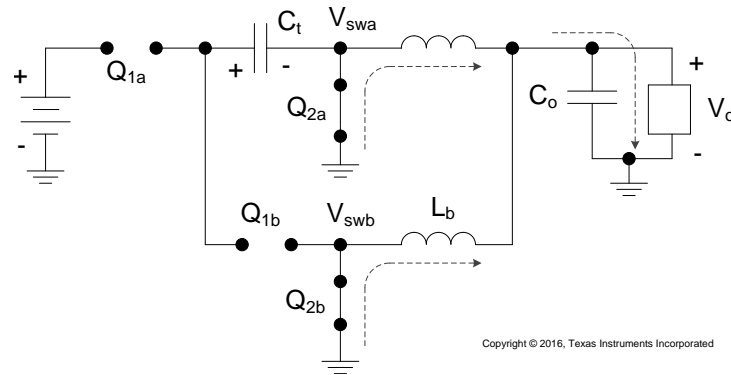 Ct
Vswa
+
Q1a
+
-
+
-
Q2a
Co
+
Vo
-
Q1b
Vswb
Lb
Q2b
Copyright © 2016, Texas Instruments Incorporated